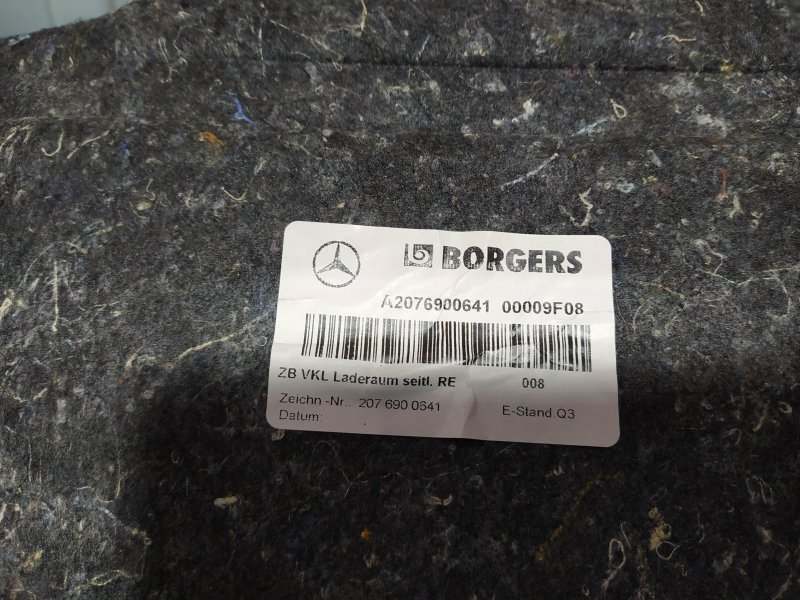 BORGERS
A2076900641 00009F08
ZB VKL Laderaum seitl. RE 008
Zeichn.-Nr.: 207 690 0641 E-Stand:Q3
Datum: